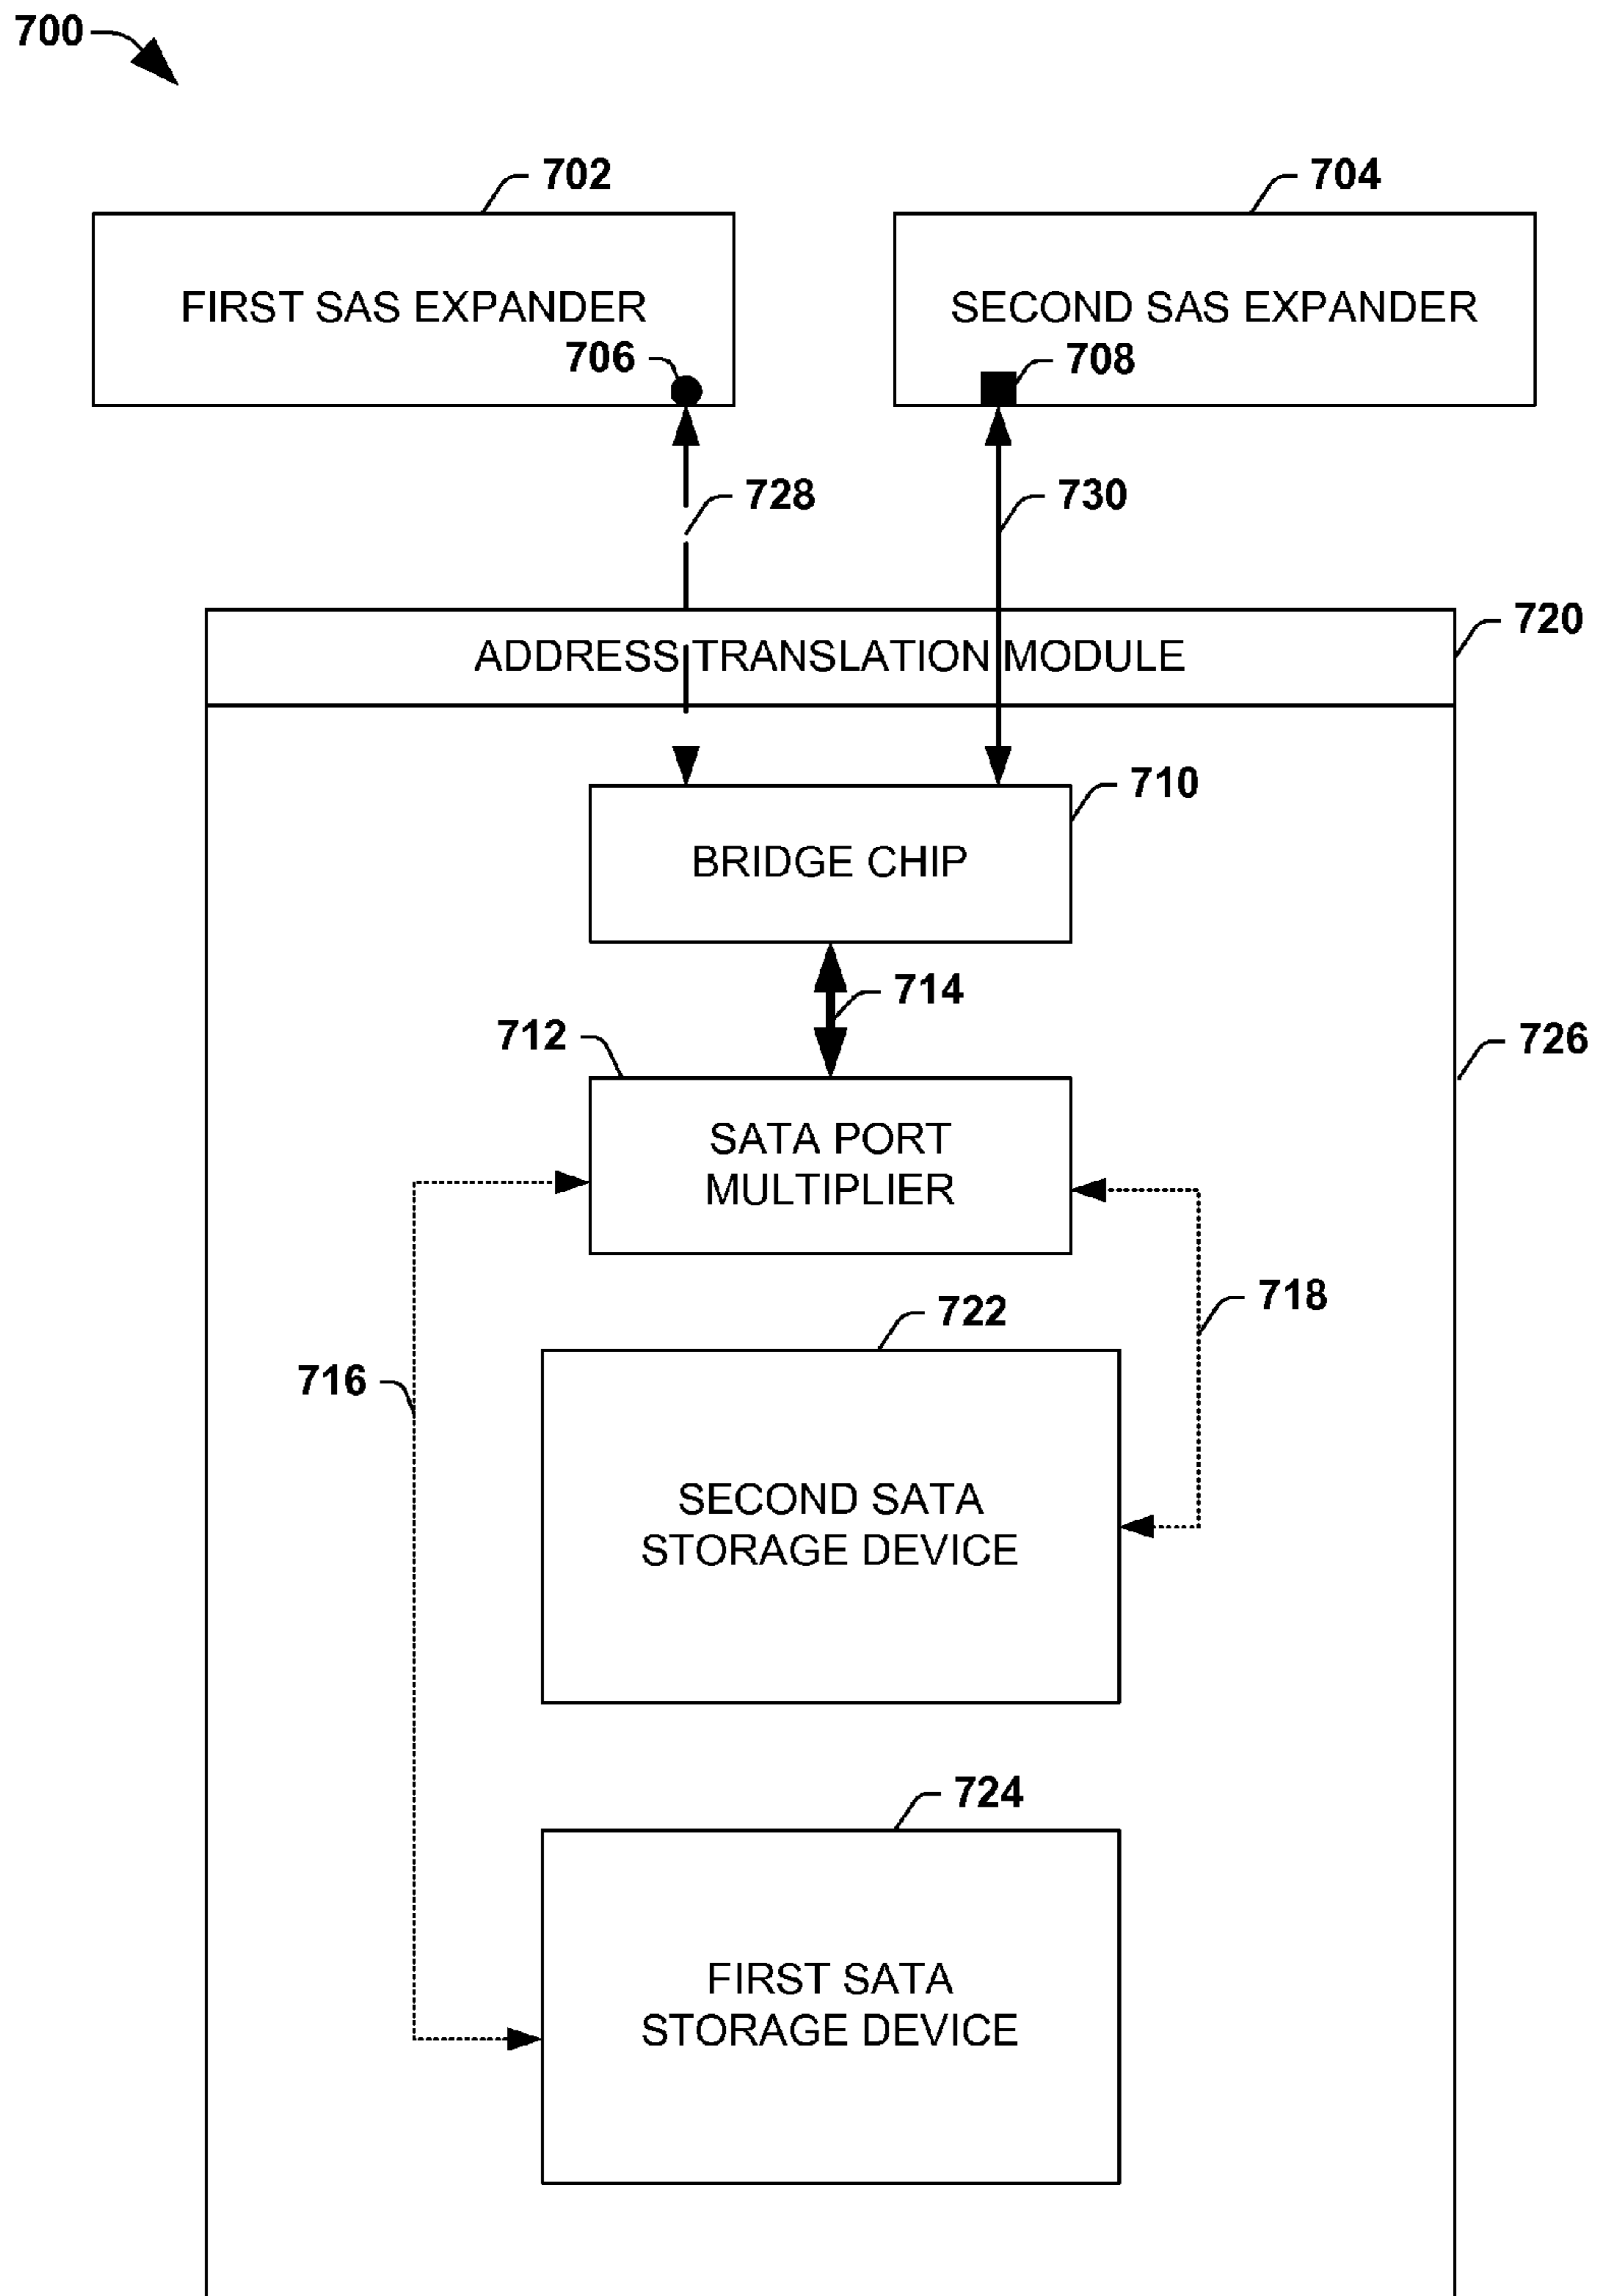 700
702
704
FIRST SAS EXPANDER
SECOND SAS EXPANDER
706
708
728
730
720
ADDRESS TRANSLATION MODULE
710
BRIDGE CHIP
714
712
726
SATA PORT
MULTIPLIER
718
722
716
SECOND SATA
STORAGE DEVICE
724
FIRST SATA
STORAGE DEVICE